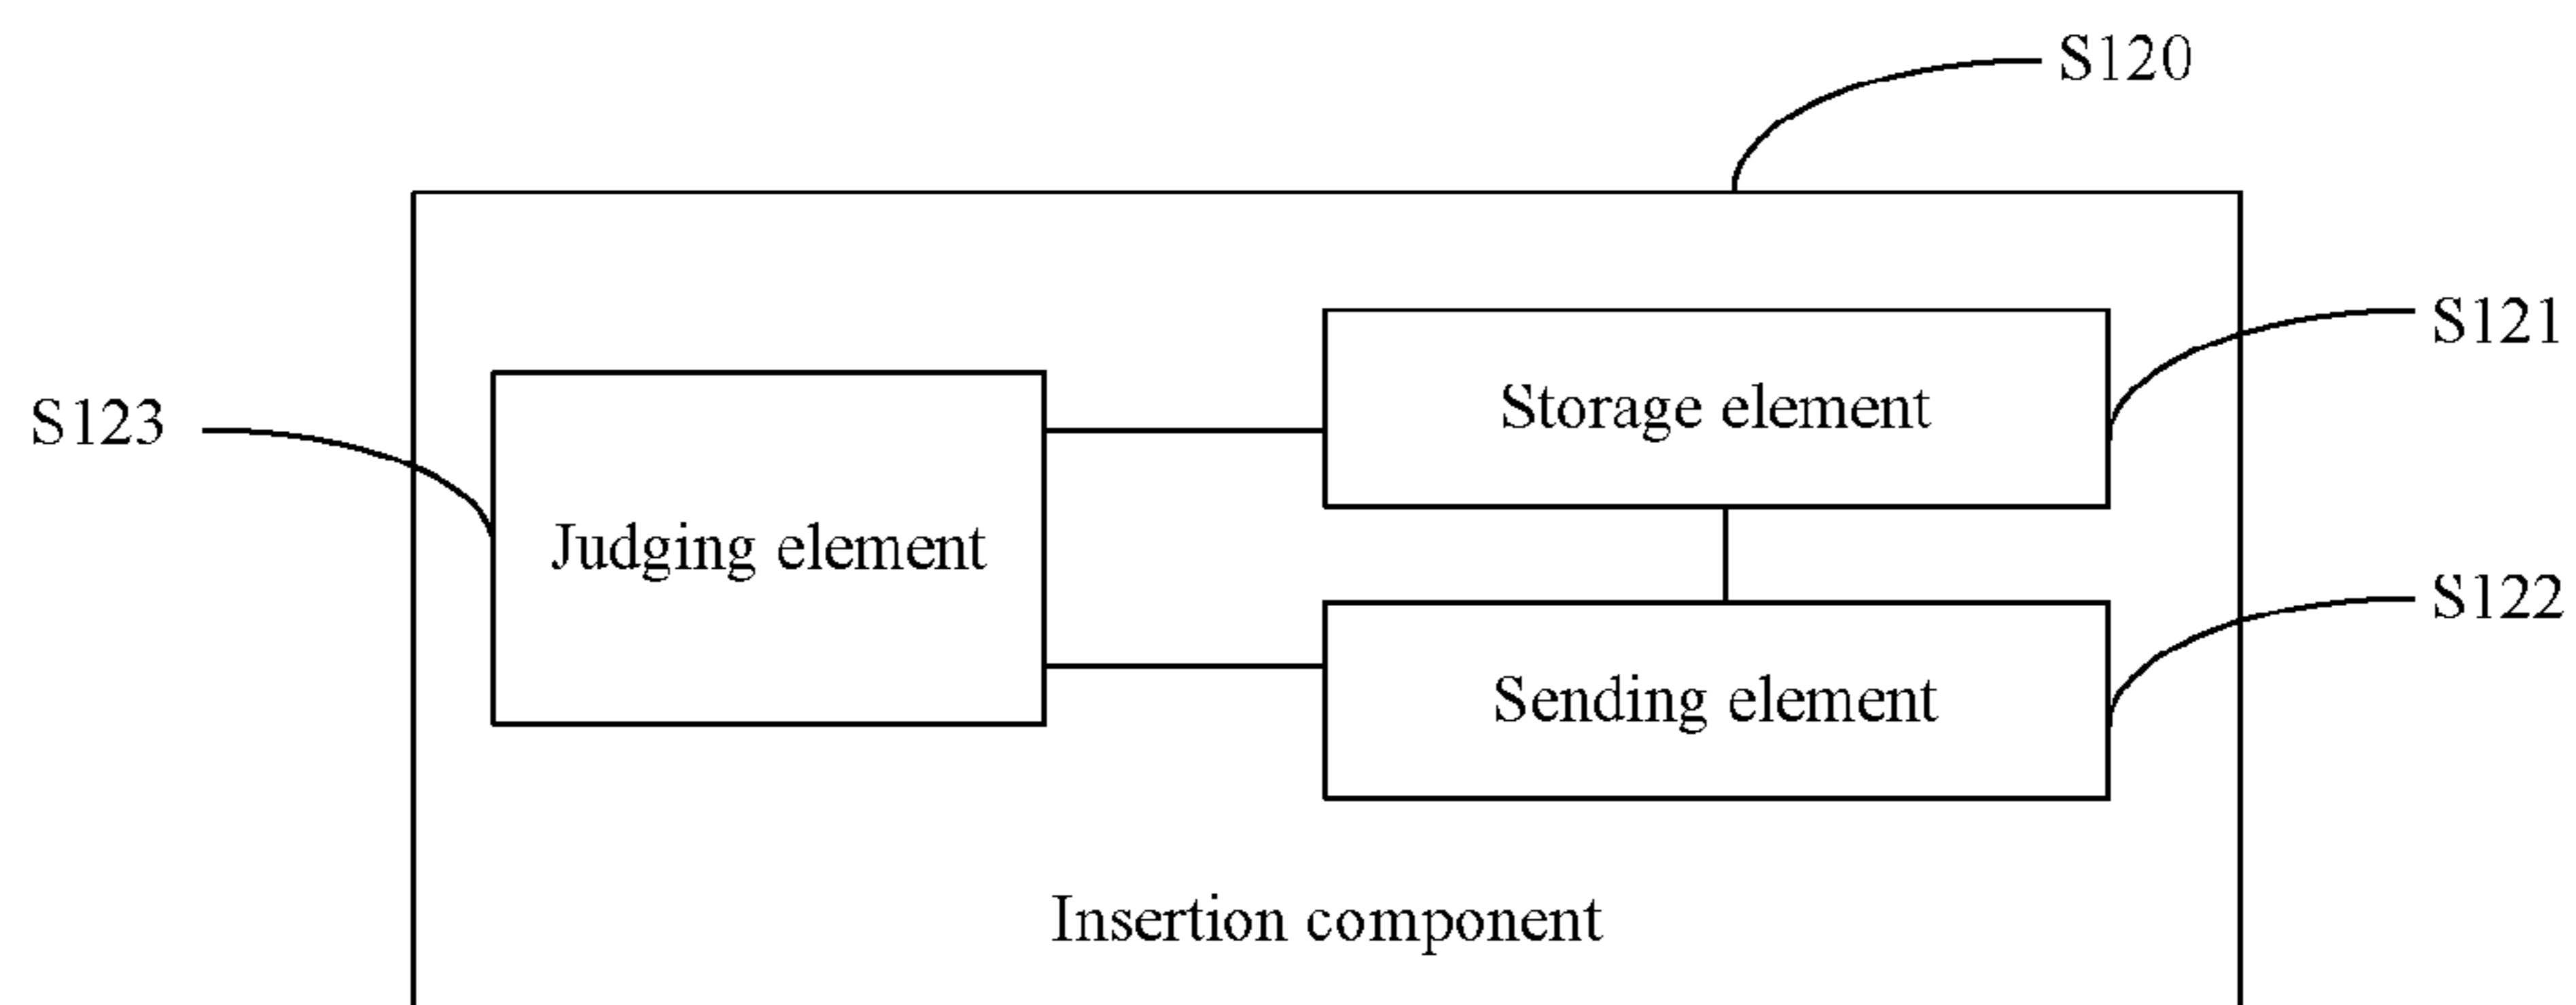 S120
S121
Storage element
S123
Judging element
S122
Sending element
Insertion component